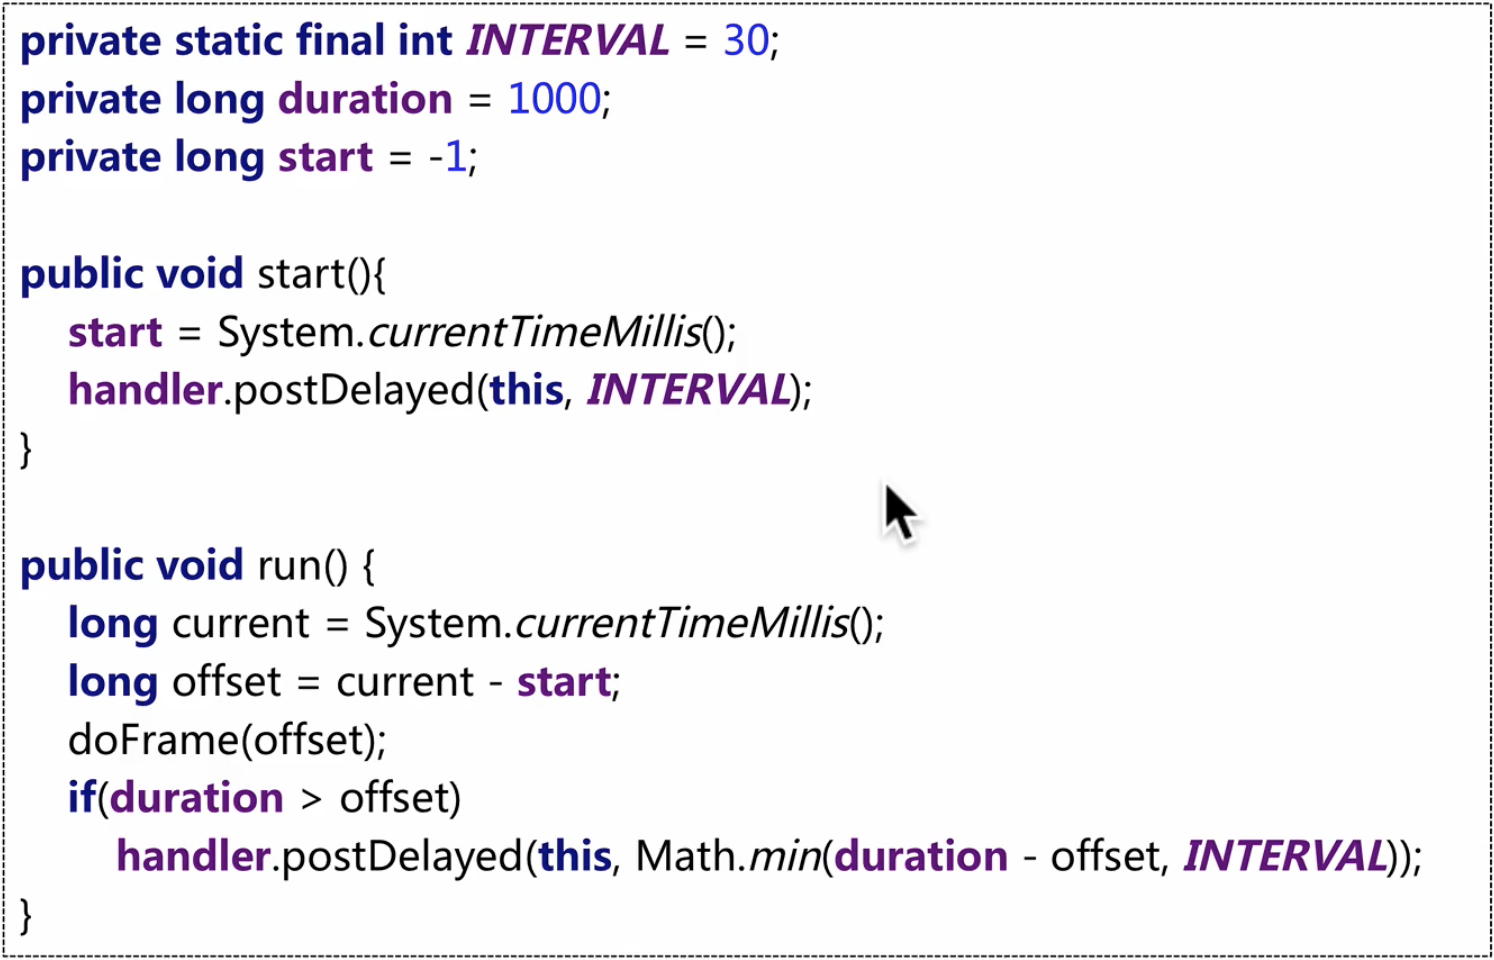 private static final int INTERVAL = 30;
private long duration = 1000;
private long start = -1;
public void start(){
start = System.currentTimeMillis();
handler.postDelayed(this, INTERVAL);
}
public void run() {
long current = System.currentTimeMillis();
long offset = current - start;
doFrame(offset);
if(duration > offset)
handler.postDelayed(this, Math.min(duration - offset, INTERVAL));
}